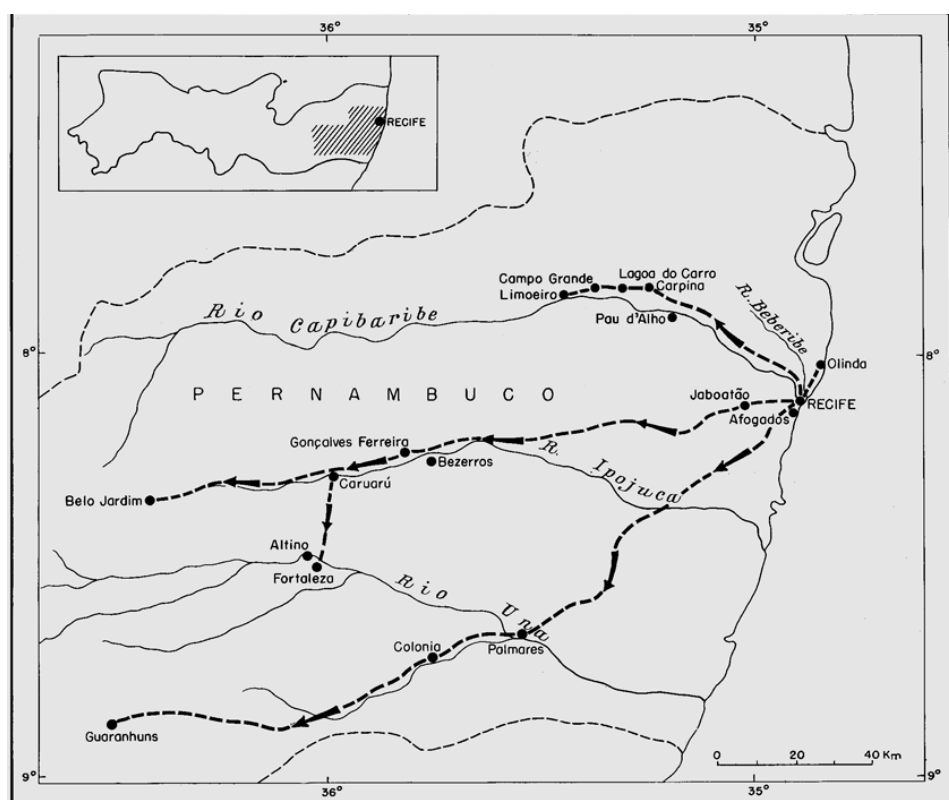 36°
35°
RECIFE
Campo Grande
Lagoa do Carro
Limoeiro
Carpina
R. Beberibe
Rio Capibaribe
Pau d'Alho
8°
8°
Olinda
PERNAMBUCO
Jaboatão
RECIFE
Afogados
Gonçalves Ferreira
Bezerros
R. Ipojuca
Caruarú
Belo Jardim
Altino
Fortaleza
Rio Una
Colonia
Palmares
Guaranhuns
0 20 40 Km
9°
9°
36°
35°